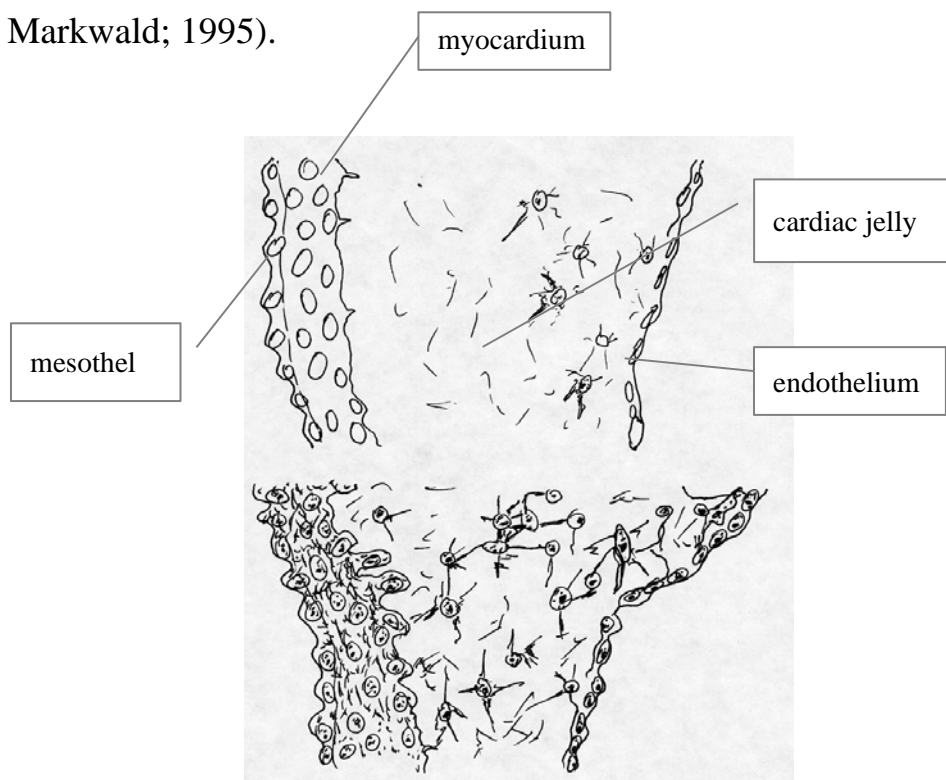 Markwald; 1995).
myocardium
cardiac jelly
mesothel
endothelium